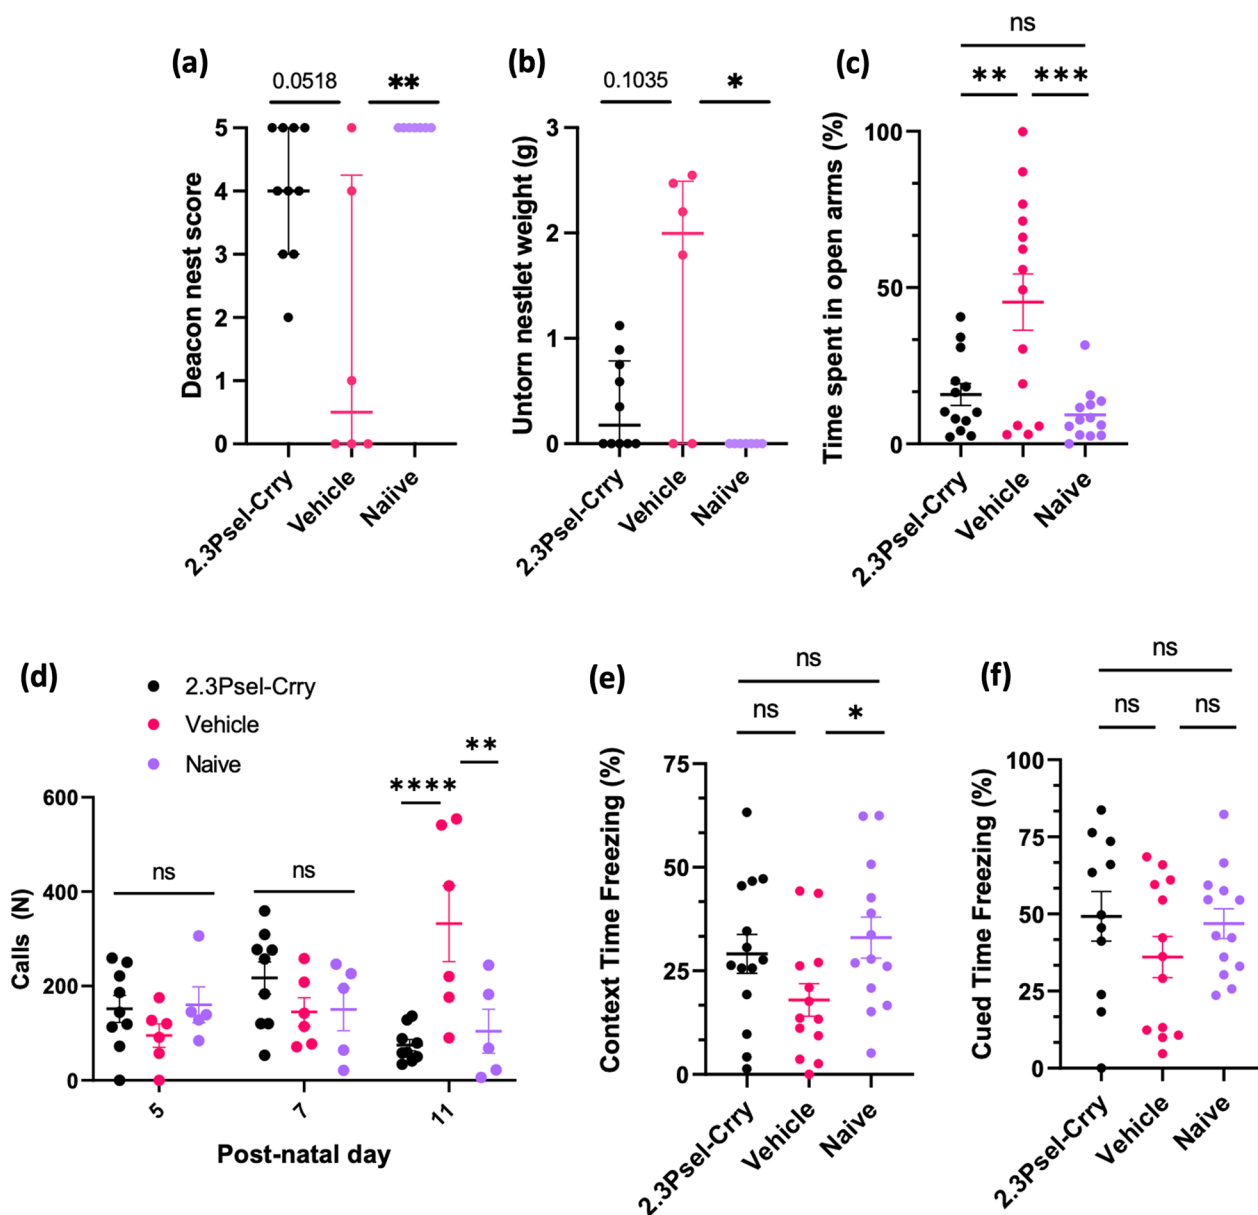 (a)
0.0518
**
Deacon nest score
5
4
3
2
1
0
2.3Psel-Crry
Vehicle
Naiive
(b)
0.1035
*
Untorn nestlet weight (g)
3
2
1
0
2.3Psel-Crry
Vehicle
Naiive
(c)
ns
**
***
Time spent in open arms (%)
100
50
0
2.3Psel-Crry
Vehicle
Naive
(d)
2.3Psel-Crry
Vehicle
Naive
ns
ns
****
**
Calls (N)
600
400
200
0
5
7
11
Post-natal day
(e)
ns
ns
*
Context Time Freezing (%)
75
50
25
0
2.3Psel-Crry
Vehicle
Naive
(f)
ns
ns
ns
Cued Time Freezing (%)
100
75
50
25
0
2.3Psel-Crry
Vehicle
Naive